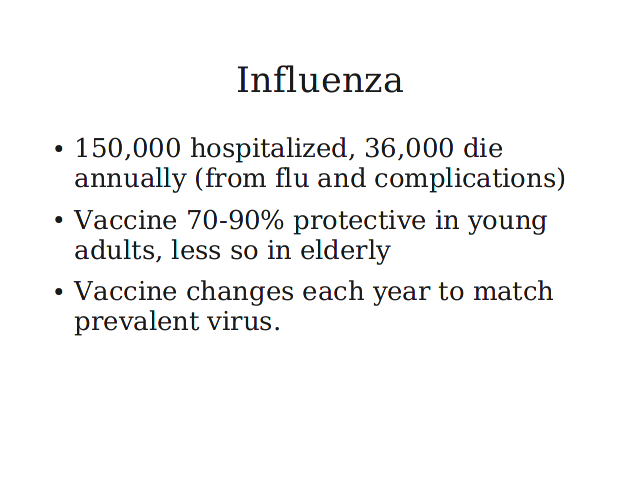 Influenza
• 150,000 hospitalized, 36,000 die
annually (from flu and complications)
• Vaccine 70-90% protective in young
adults, less so in elderly
• Vaccine changes each year to match
prevalent virus.